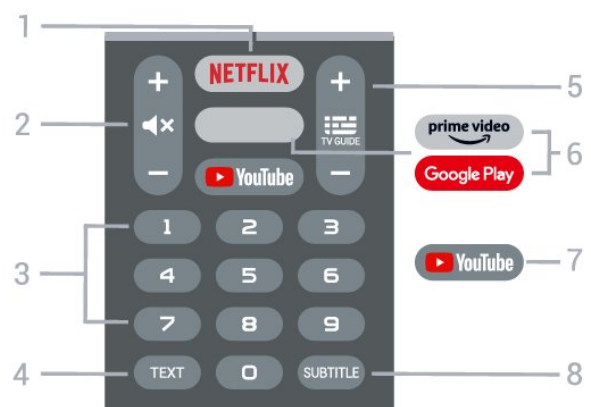 1
NETFLIX
+
+
5
2
TV GUIDE
prime video
6
Google Play
−
YouTube
−
1
2
3
YouTube
7
3
4
5
6
7
8
9
4
TEXT
0
SUBTITLE
8